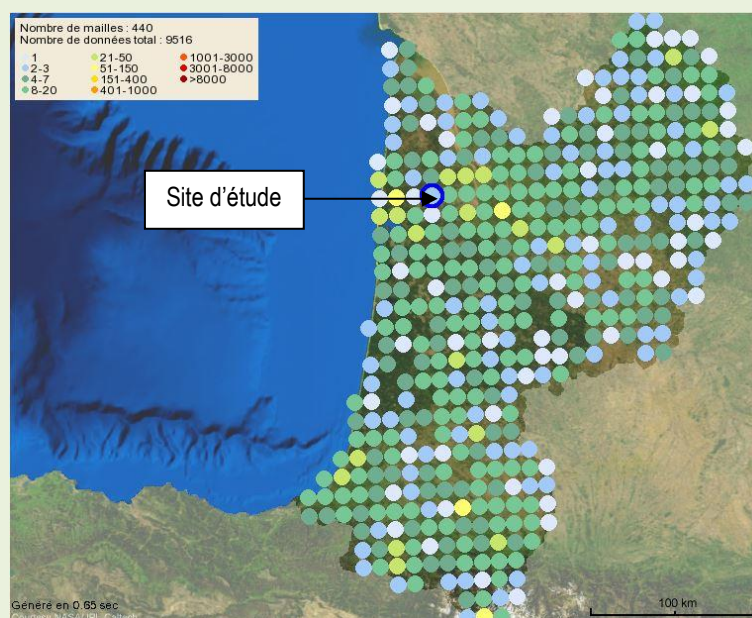 Nombre de mailles : 440
Nombre de données total : 9516
1 21-50 1001-3000
2-3 51-150 3001-8000
4-7 151-400 >8000
8-20 401-1000
Site d'étude
Généré en 0.65 sec
100 km